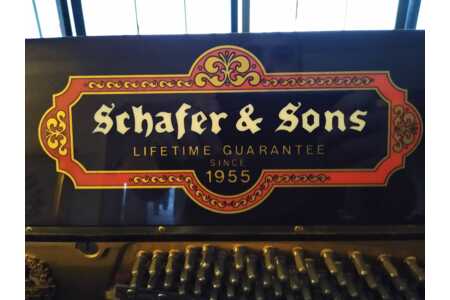 Schafer & Sons
LIFETIME GUARANTEE
SINCE
1955